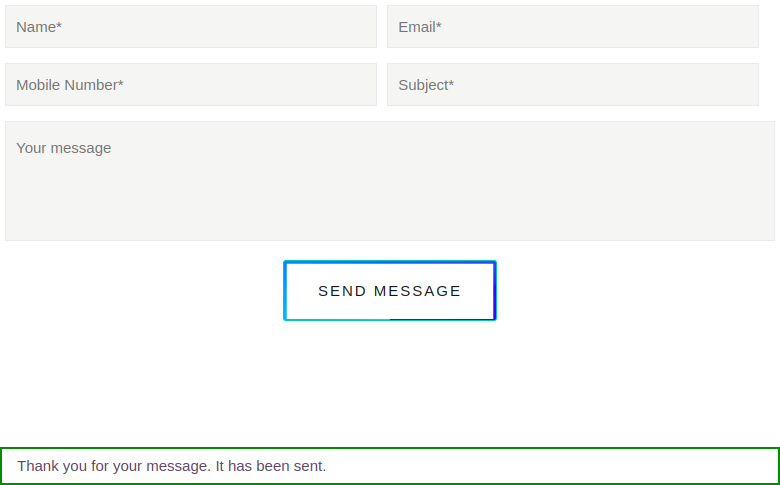 Name*
Email*
Mobile Number*
Subject*
Your message
SEND MESSAGE
Thank you for your message. It has been sent.